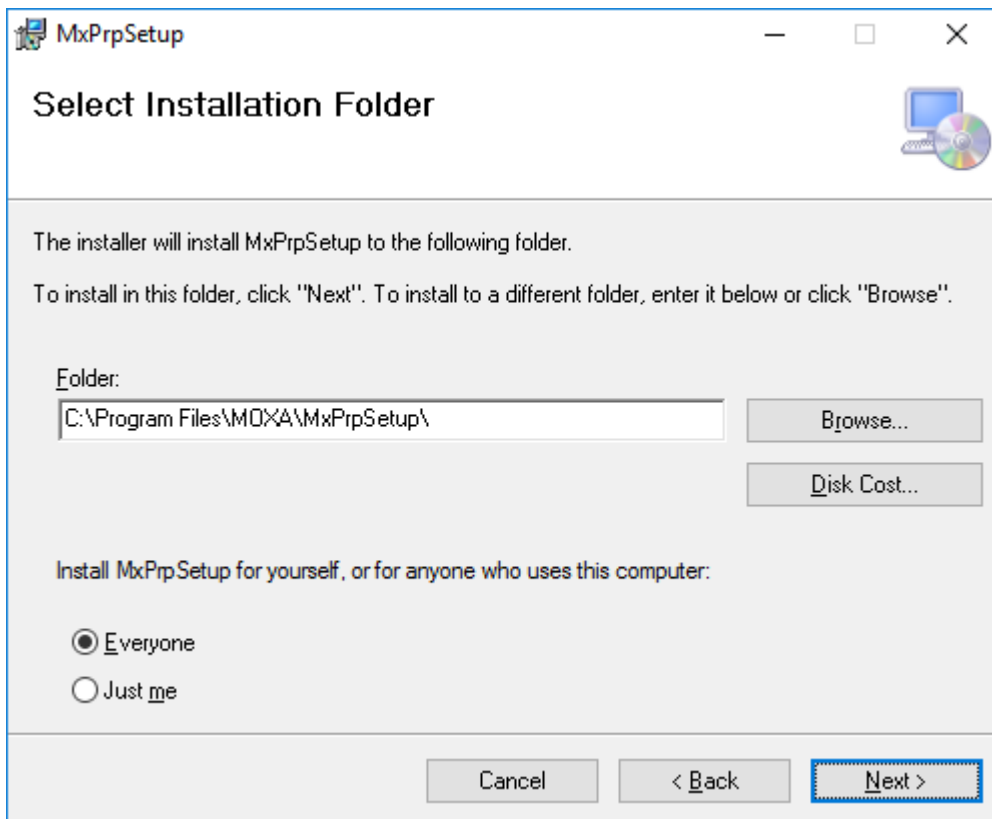 MxPrpSetup
Select Installation Folder
The installer will install MxPrpSetup to the following folder.
To install in this folder, click "Next". To install to a different folder, enter it below or click "Browse".
Folder:
C:\Program Files\MOXA\MxPrpSetup\
Browse...
Disk Cost...
Install MxPrpSetup for yourself, or for anyone who uses this computer:
Everyone
Just me
Cancel
< Back
Next >